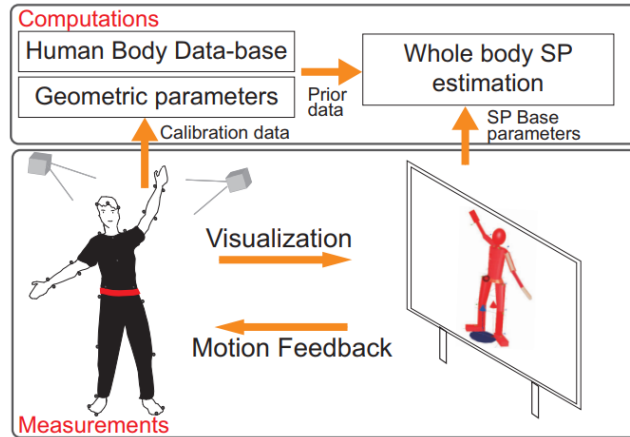 Computations
Human Body Data-base
Geometric parameters
Whole body SP
estimation
Prior
data
Calibration data
SP Base
parameters
Visualization
Motion Feedback
Measurements